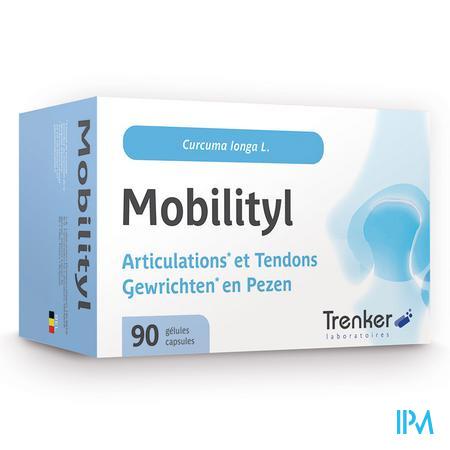 Mobilityl
Curcuma longa L.
Mobilityl
Articulations* et Tendons
Gewrichten* en Pezen
90 gélules
capsules
Trenker
laboratoires
IPM